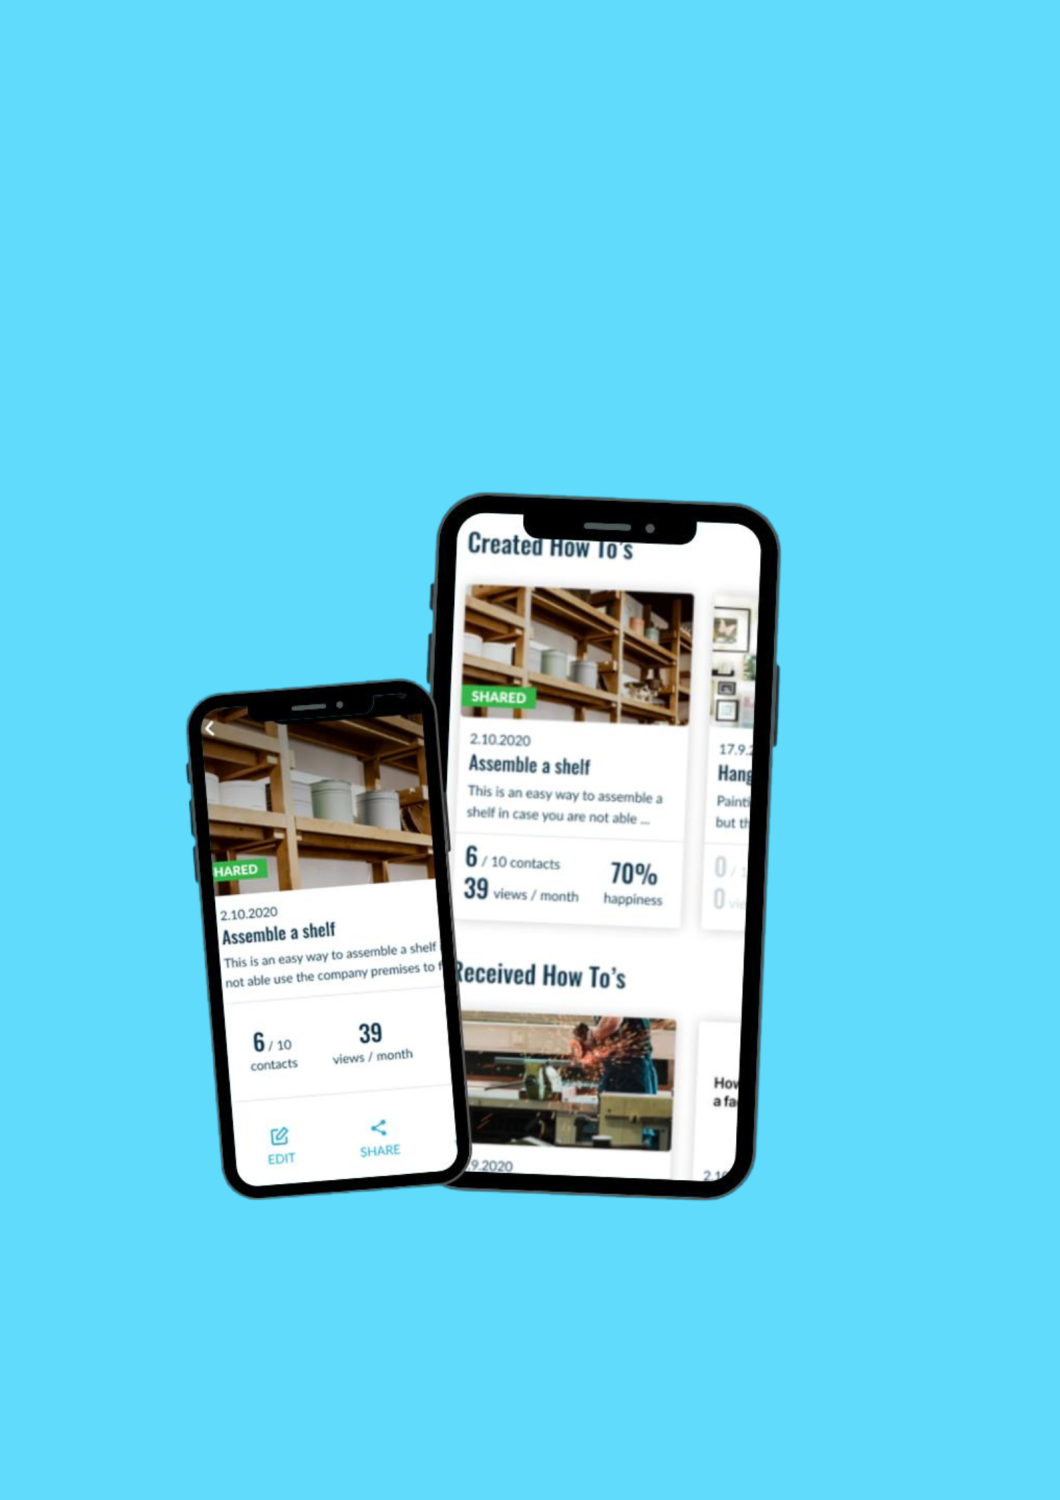 Created How To's
SHARED
2.10.2020
Assemble a shelf
This is an easy way to assemble a
shelf in case you are not able ...
6 / 10 contacts
39 views / month
70%
happiness
17.9.2
Hang
Painti
but th
0 / 1
0 vie
Received How To's
9.2020
How
a fa
2.10
HARED
2.10.2020
Assemble a shelf
This is an easy way to assemble a shelf
not able use the company premises to f
6 / 10
contacts
39
views / month
EDIT
SHARE